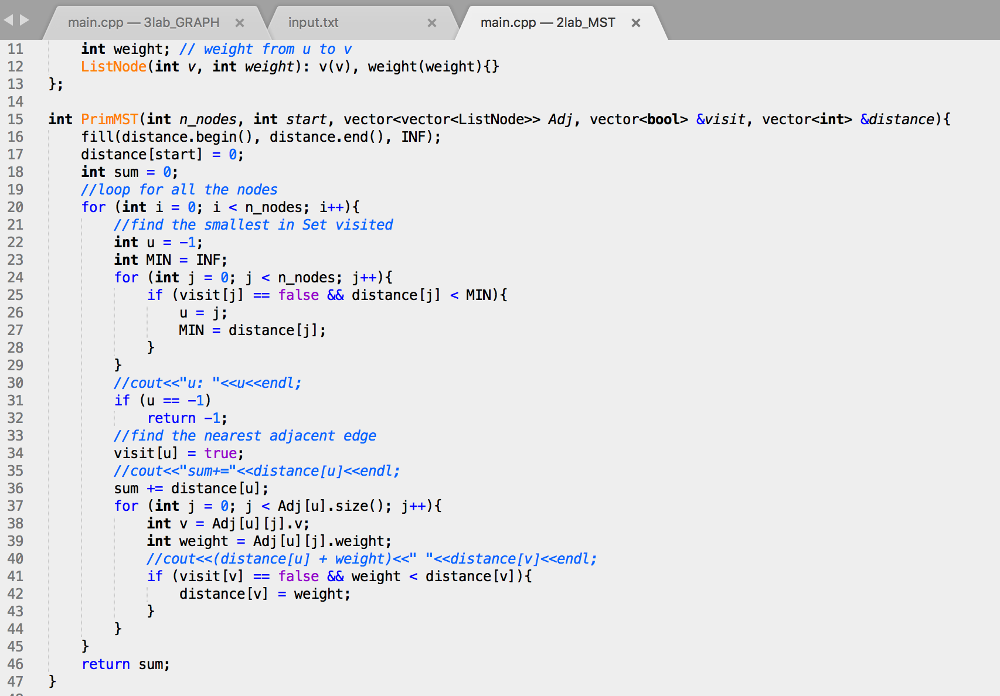 main.cpp — 3lab_GRAPH × input.txt × main.cpp — 2lab_MST ×
11 int weight; // weight from u to v
12 ListNode(int v, int weight): v(v), weight(weight){}
13 };
14
15 int PrimMST(int n_nodes, int start, vector<vector<ListNode>> Adj, vector<bool> &visit, vector<int> &distance){
16 fill(distance.begin(), distance.end(), INF);
17 distance[start] = 0;
18 int sum = 0;
19 //loop for all the nodes
20 for (int i = 0; i < n_nodes; i++){
21 //find the smallest in Set visited
22 int u = -1;
23 int MIN = INF;
24 for (int j = 0; j < n_nodes; j++){
25 if (visit[j] == false && distance[j] < MIN){
26 u = j;
27 MIN = distance[j];
28 }
29 }
30 //cout<<"u: "<<u<<endl;
31 if (u == -1)
32 return -1;
33 //find the nearest adjacent edge
34 visit[u] = true;
35 //cout<<"sum+="<<distance[u]<<endl;
36 sum += distance[u];
37 for (int j = 0; j < Adj[u].size(); j++){
38 int v = Adj[u][j].v;
39 int weight = Adj[u][j].weight;
40 //cout<<(distance[u] + weight)<<" "<<distance[v]<<endl;
41 if (visit[v] == false && weight < distance[v]){
42 distance[v] = weight;
43 }
44 }
45 }
46 return sum;
47 }